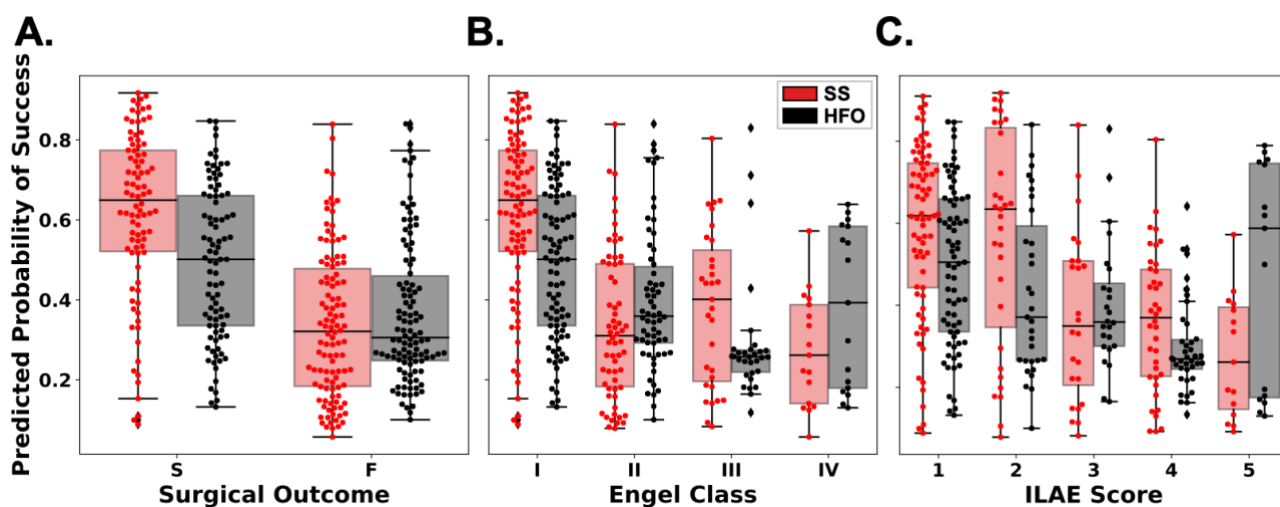 A. B. C.
Predicted Probability of Success
0.8
0.6
0.4
0.2
SS
HFO
S F
I II III IV
1 2 3 4 5
Surgical Outcome
Engel Class
ILAE Score